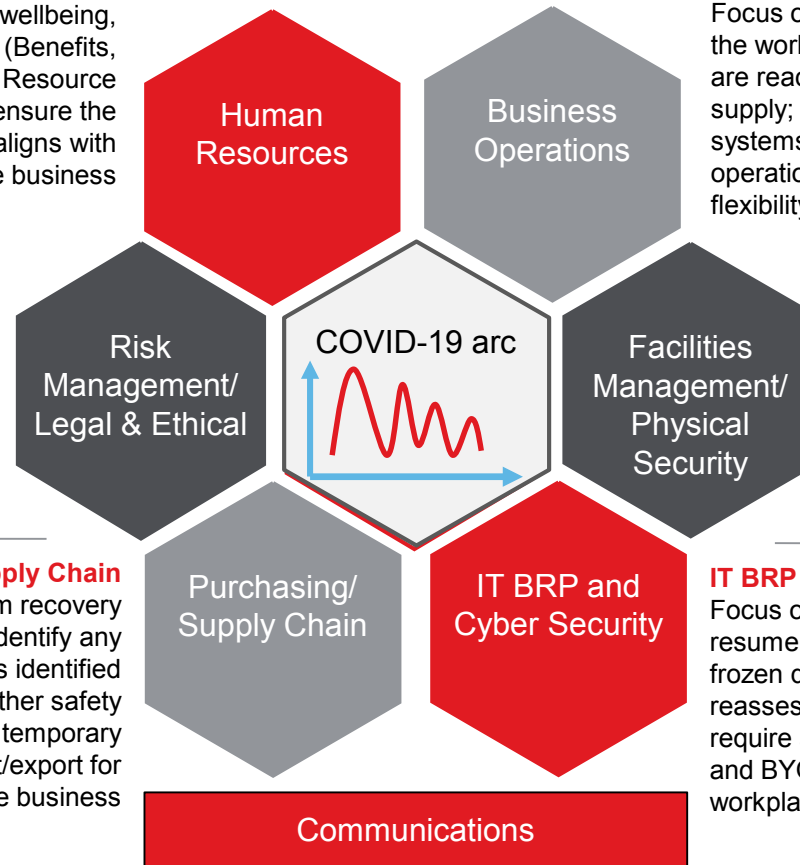 wellbeing,
(Benefits,
Resource
ensure the
aligns with
e business
Human
Resources
Business
Operations
Focus o
the work
are reac
supply;
systems
operatio
flexibility
Risk
Management/
Legal & Ethical
COVID-19 arc
Facilities
Management/
Physical
Security
pply Chain
m recovery
dentify any
s identified
ther safety
temporary
t/export for
e business
Purchasing/
Supply Chain
IT BRP and
Cyber Security
IT BRP
Focus o
resume
frozen d
reasses
require
and BYO
workpla
Communications